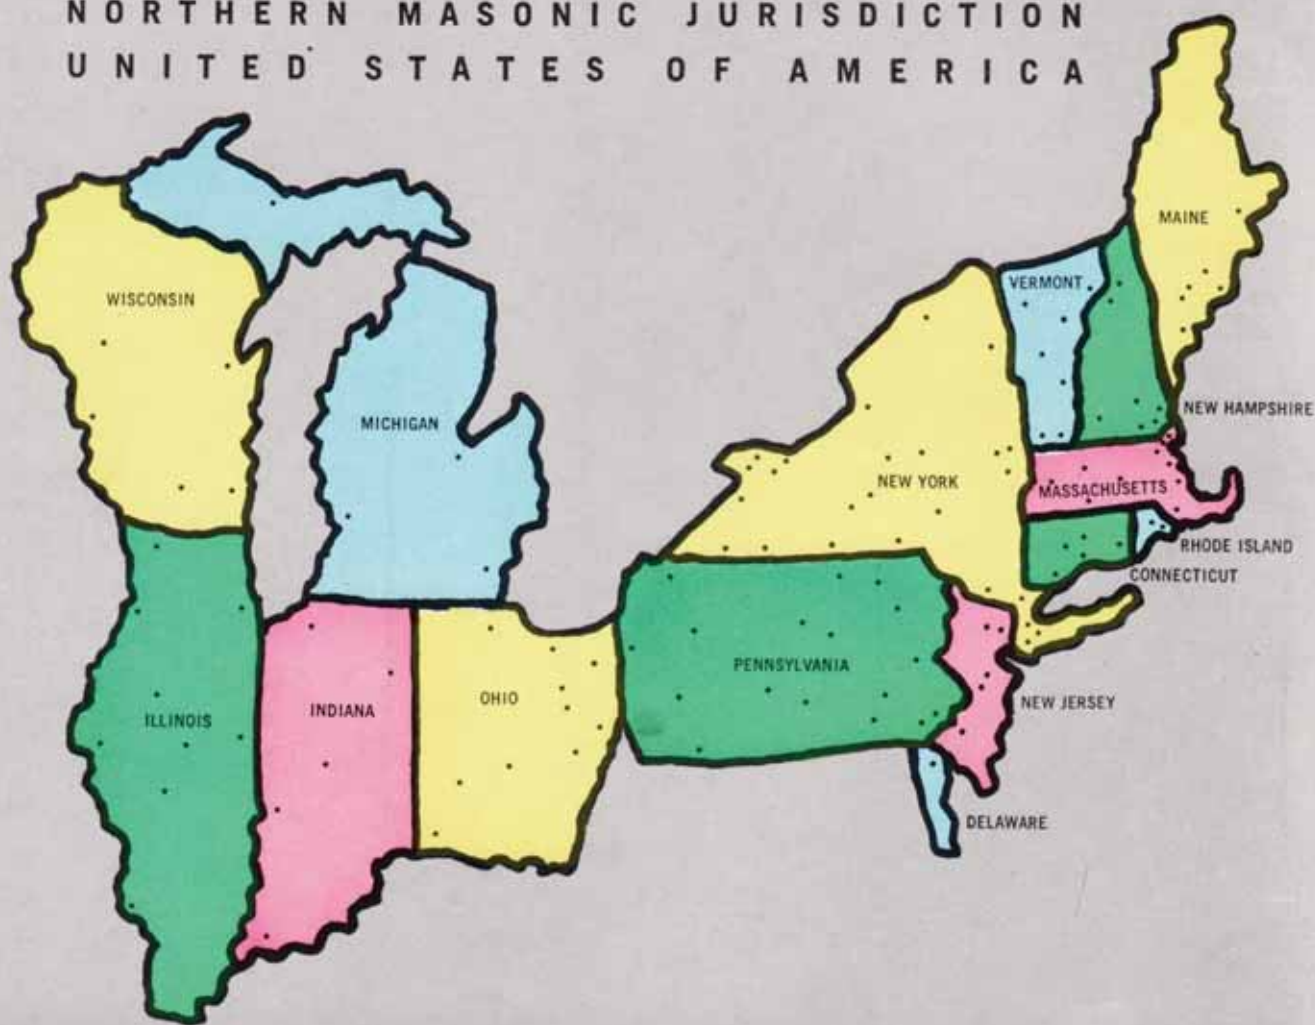 NORTHERN MASONIC JURISDICTION
UNITED STATES OF AMERICA
MAINE
VERMONT
WISCONSIN
NEW HAMPSHIRE
MICHIGAN
NEW YORK
MASSACHUSETTS
RHODE ISLAND
CONNECTICUT
PENNSYLVANIA
OHIO
NEW JERSEY
INDIANA
ILLINOIS
DELAWARE